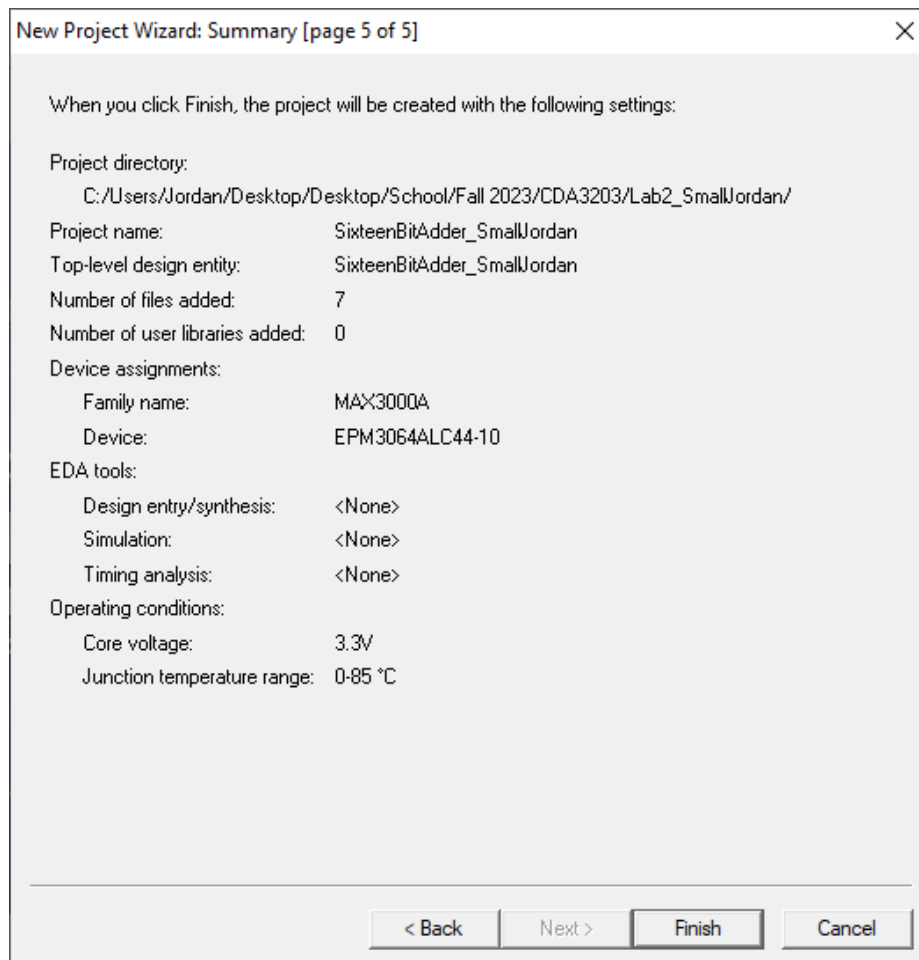 New Project Wizard: Summary [page 5 of 5]
When you click Finish, the project will be created with the following settings:
Project directory:
C:/Users/Jordan/Desktop/Desktop/School/Fall 2023/CDA3203/Lab2_SmallJordan/
Project name: SixteenBitAdder_SmallJordan
Top-level design entity: SixteenBitAdder_SmallJordan
Number of files added: 7
Number of user libraries added: 0
Device assignments:
Family name: MAX3000A
Device: EPM3064ALC44-10
EDA tools:
Design entry/synthesis: <None>
Simulation: <None>
Timing analysis: <None>
Operating conditions:
Core voltage: 3.3V
Junction temperature range: 0-85 °C
< Back Next > Finish Cancel